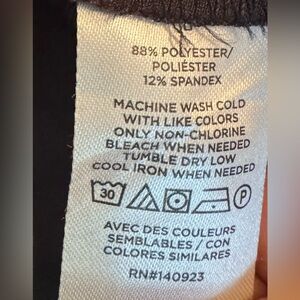 88% POLYESTER/
POLIÉSTER
12% SPANDEX
MACHINE WASH COLD
WITH LIKE COLORS
ONLY NON-CHLORINE
BLEACH WHEN NEEDED
TUMBLE DRY LOW
COOL IRON WHEN NEEDED
30 P
AVEC DES COULEURS
SEMBLABLES / CON
COLORES SIMILARES
RN#140923